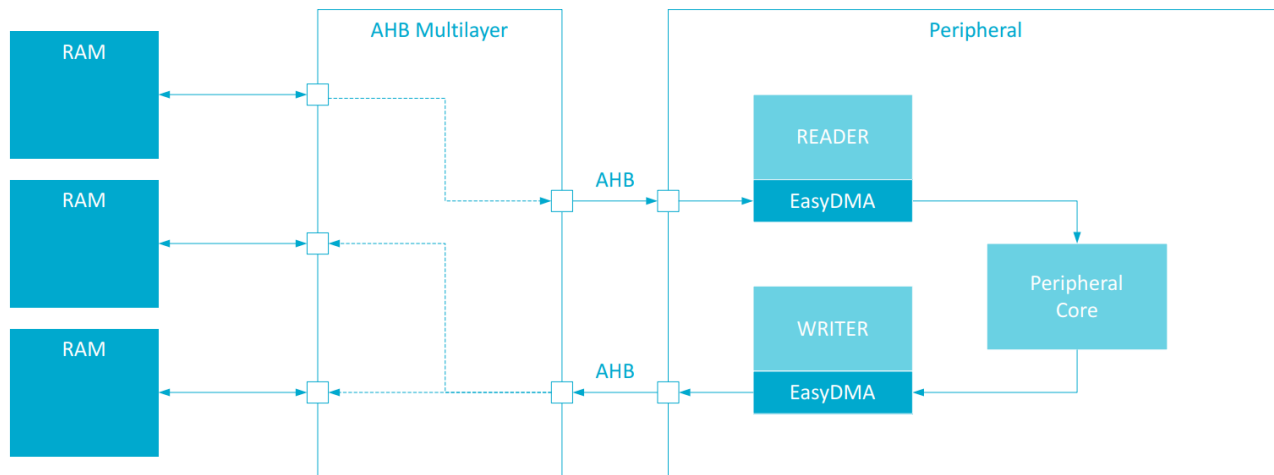 AHB Multilayer
Peripheral
RAM
READER
AHB
EasyDMA
RAM
Peripheral
Core
WRITER
RAM
AHB
EasyDMA